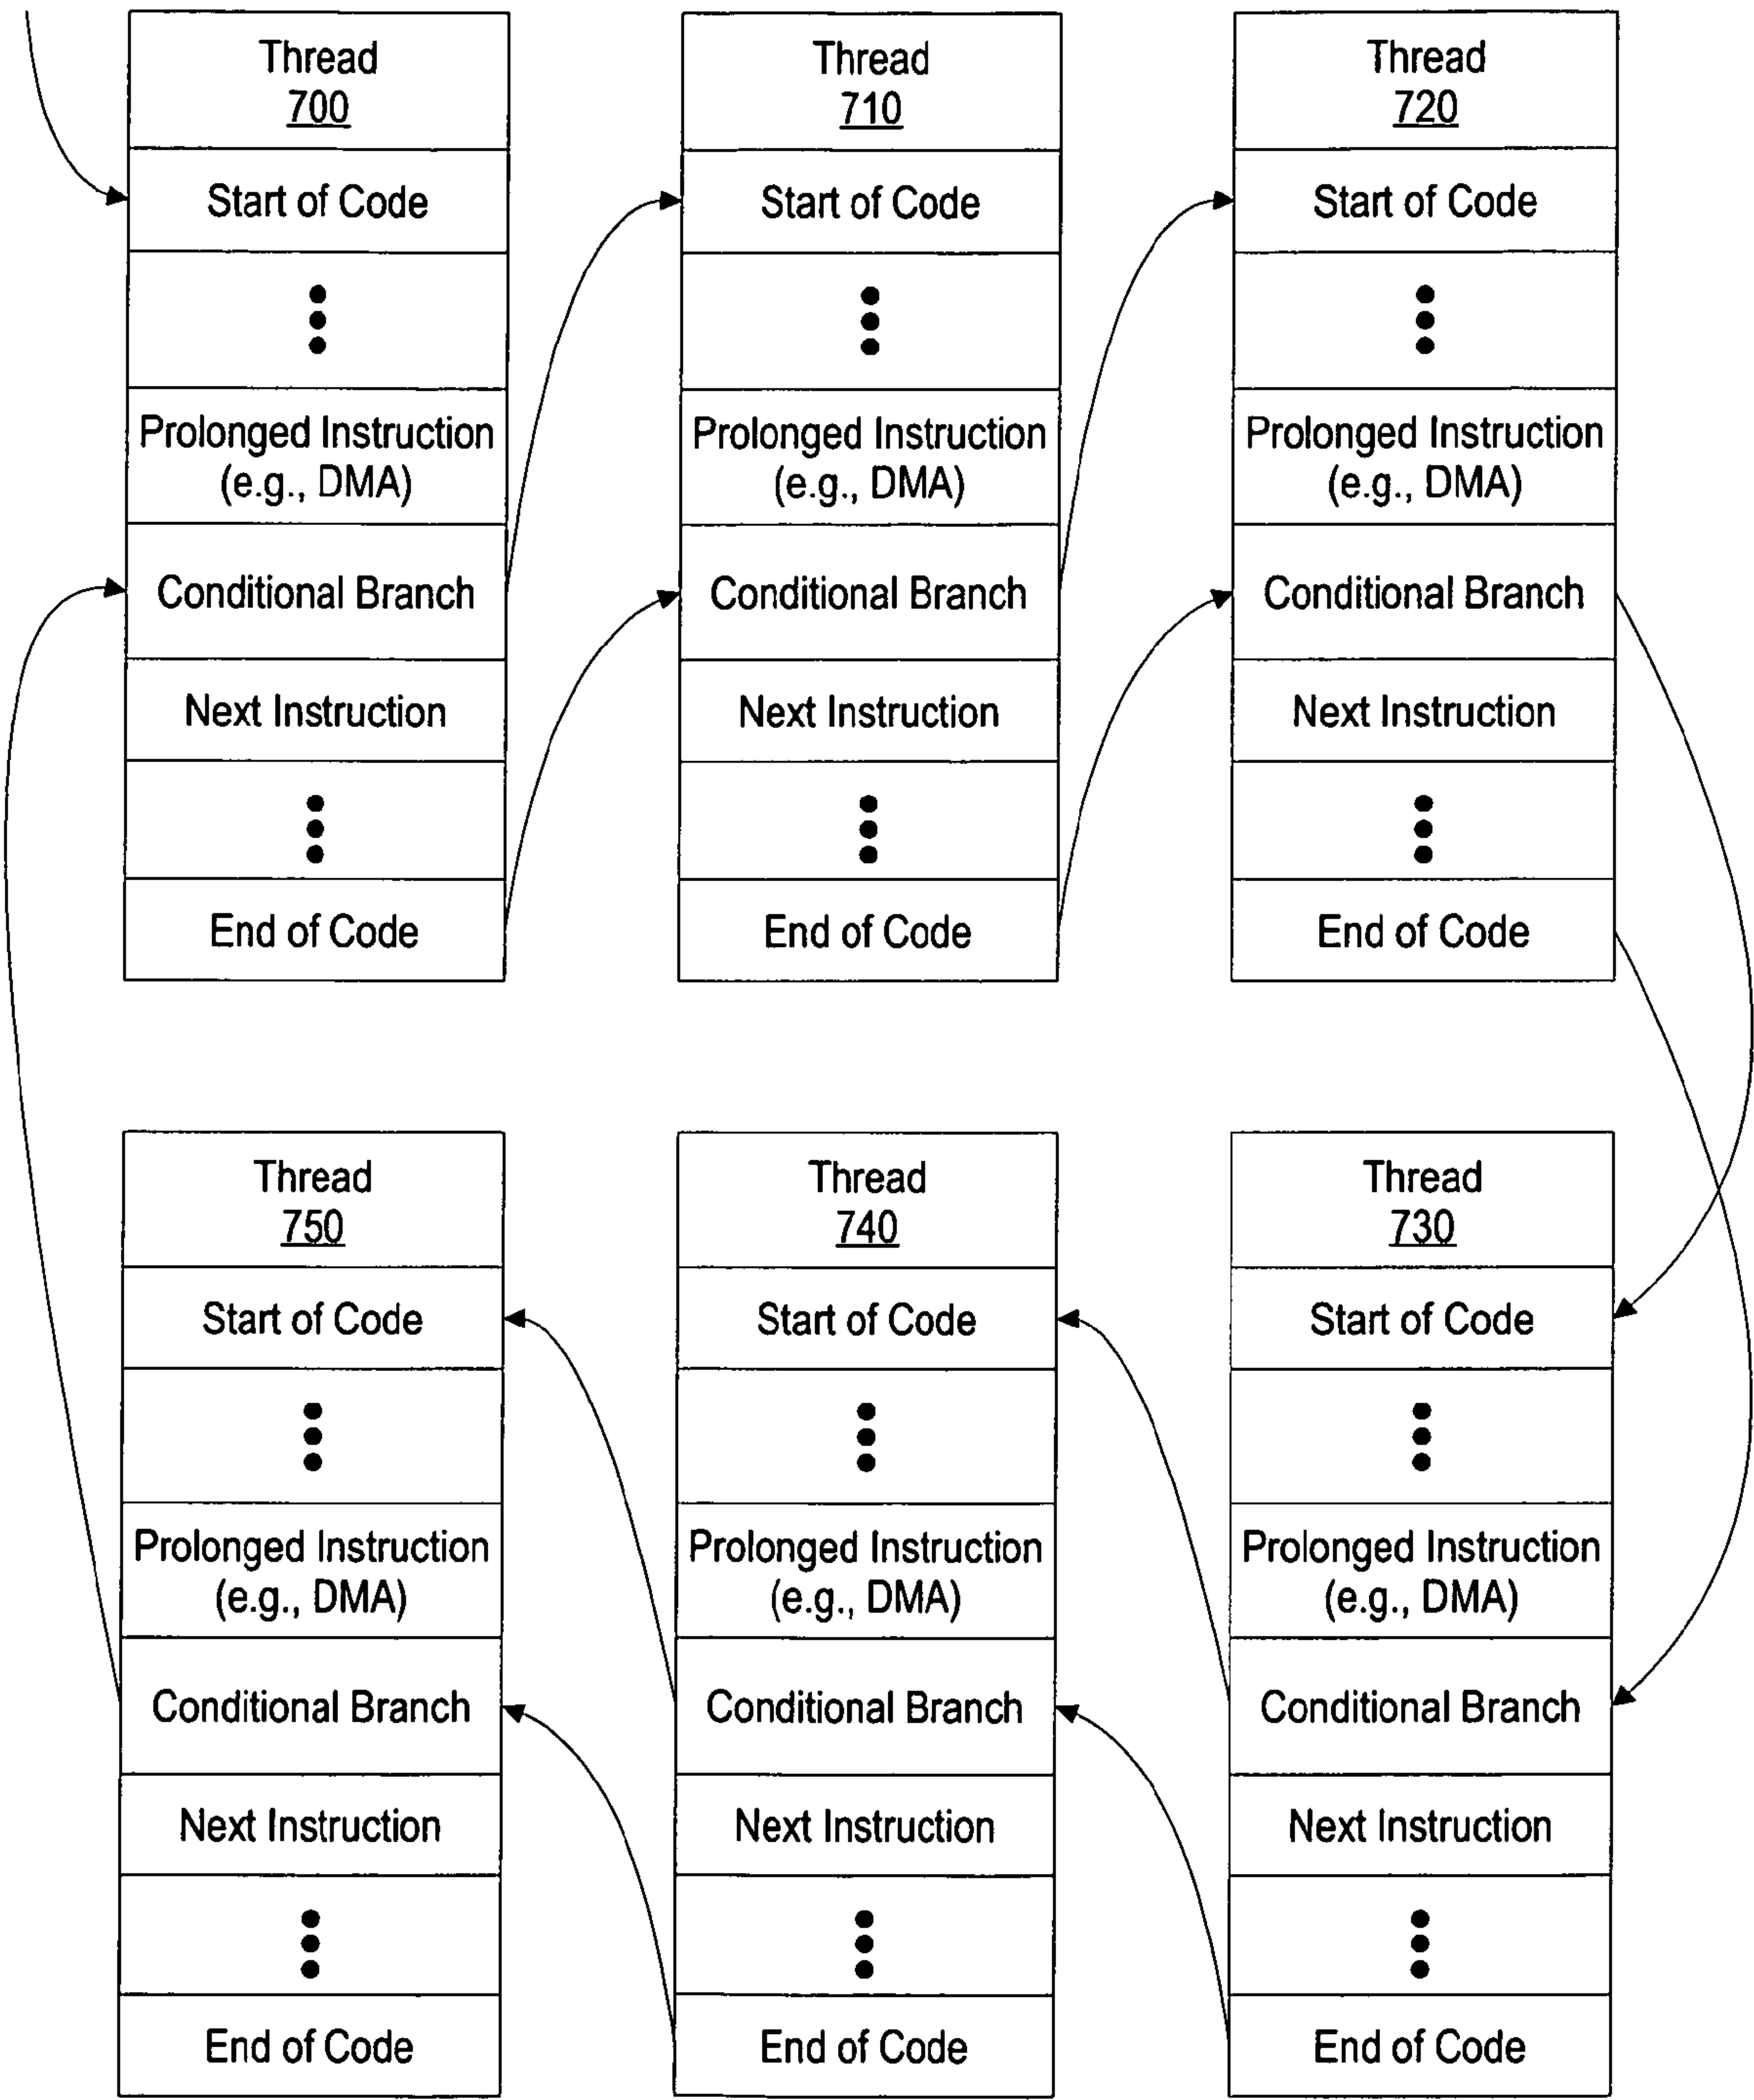 Thread
700
Start of Code
Prolonged Instruction
(e.g., DMA)
Conditional Branch
Next Instruction
End of Code
Thread
710
Start of Code
Prolonged Instruction
(e.g., DMA)
Conditional Branch
Next Instruction
End of Code
Thread
720
Start of Code
Prolonged Instruction
(e.g., DMA)
Conditional Branch
Next Instruction
End of Code
Thread
750
Start of Code
Prolonged Instruction
(e.g., DMA)
Conditional Branch
Next Instruction
End of Code
Thread
740
Start of Code
Prolonged Instruction
(e.g., DMA)
Conditional Branch
Next Instruction
End of Code
Thread
730
Start of Code
Prolonged Instruction
(e.g., DMA)
Conditional Branch
Next Instruction
End of Code